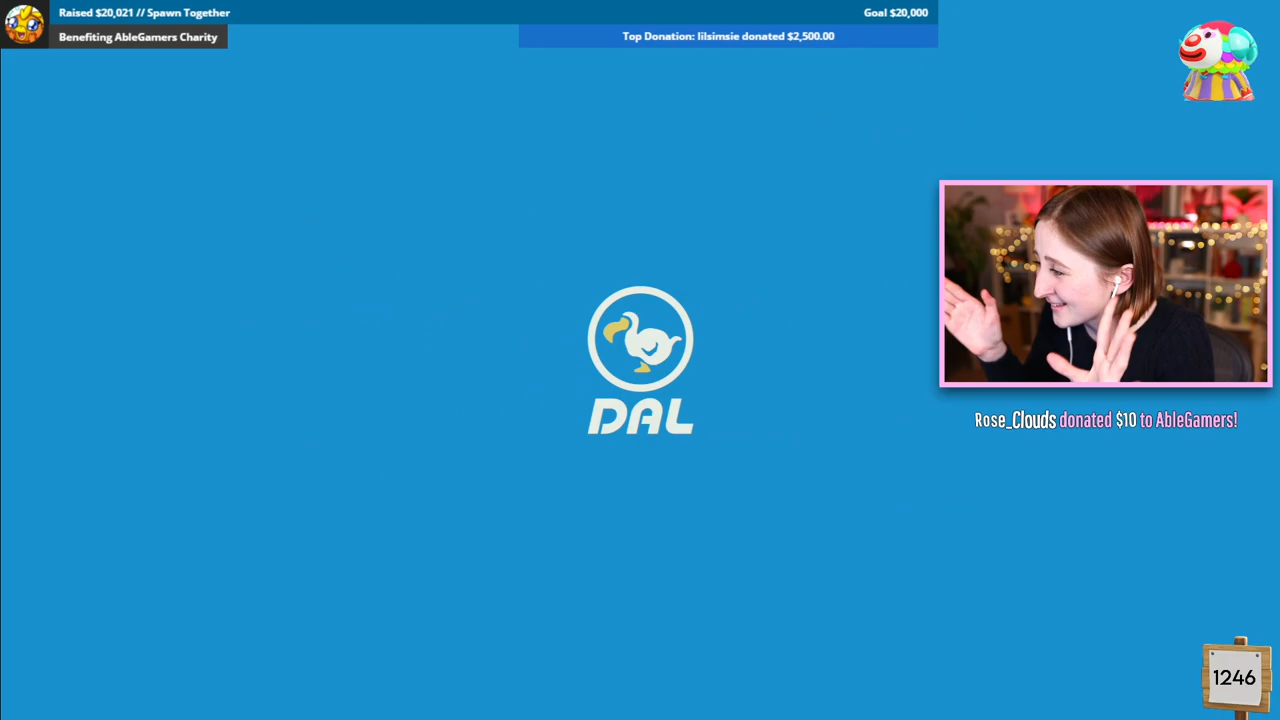 Raised $20,021 // Spawn Together
Goal $20,000
Benefiting AbleGamers Charity
Top Donation: lilsimsie donated $2,500.00
DAL
Rose_Clouds donated $10 to AbleGamers!
1246